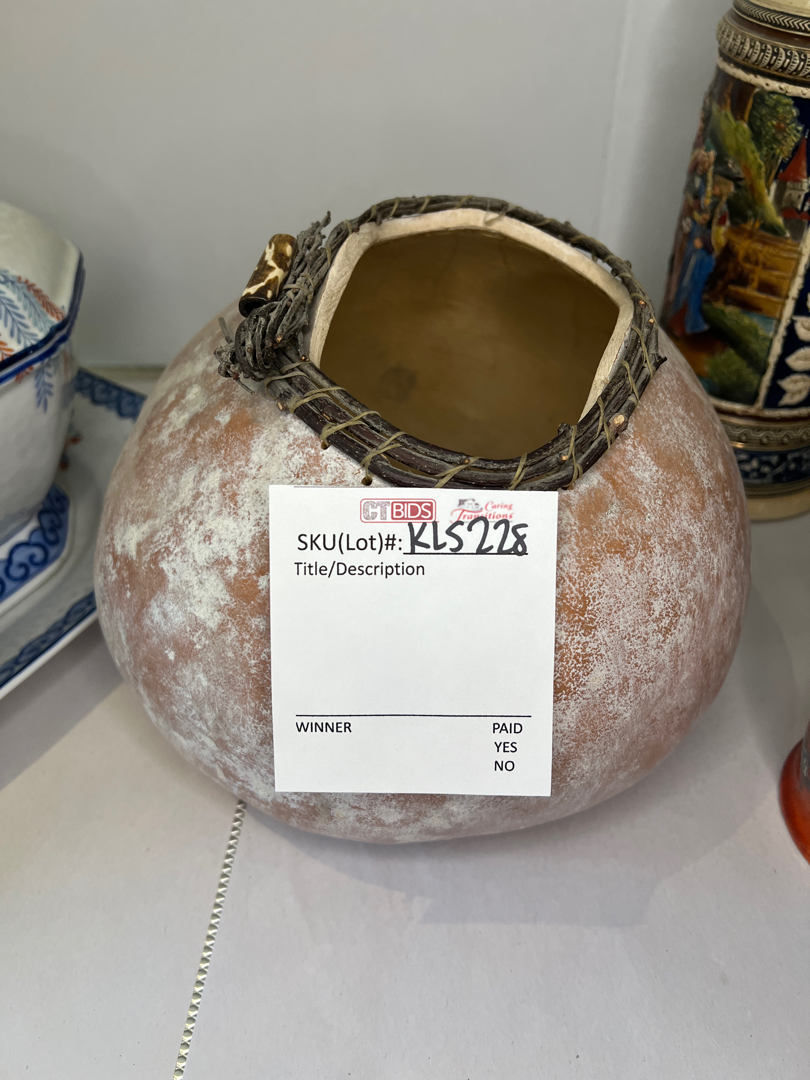 CTBIDS Caring Transitions
SKU(Lot)#: KLS228
Title/Description
WINNER PAID
YES
NO